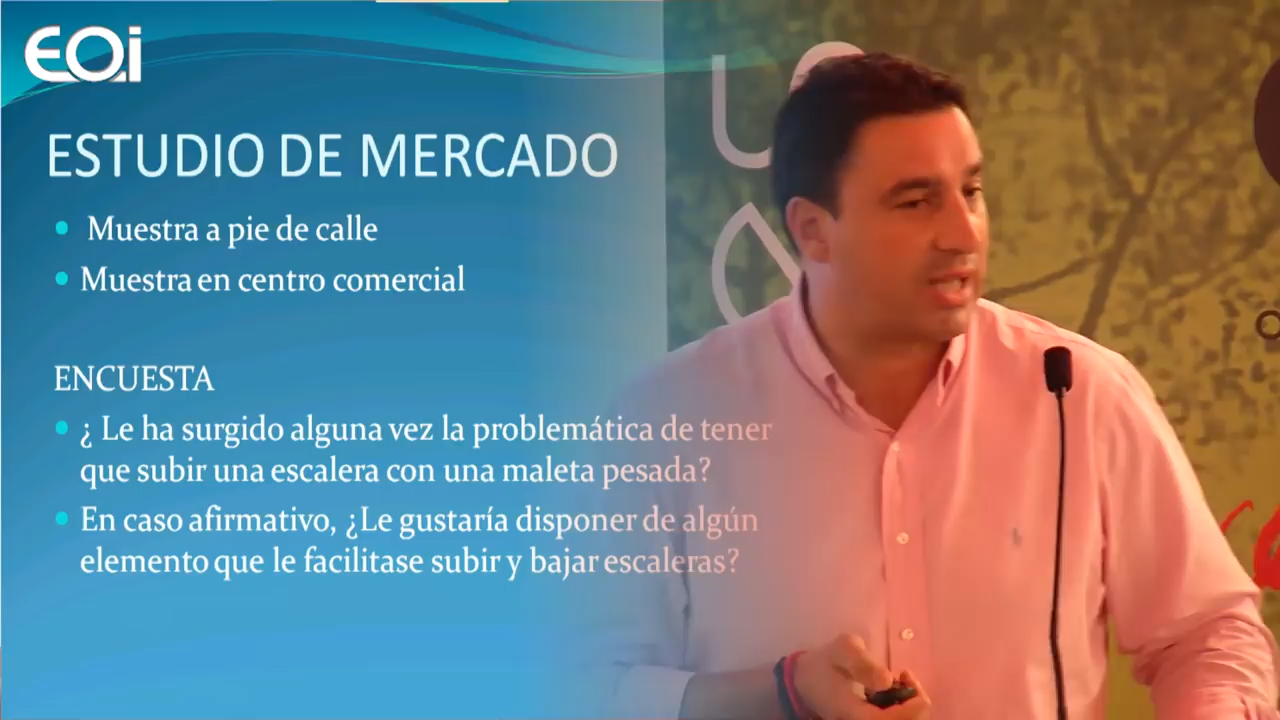 EOi
ESTUDIO DE MERCADO
• Muestra a pie de calle
• Muestra en centro comercial
ENCUESTA
• ¿ Le ha surgido alguna vez la problemática de tener
que subir una escalera con una maleta pesada?
• En caso afirmativo, ¿Le gustaría disponer de algún
elemento que le facilitase subir y bajar escaleras?